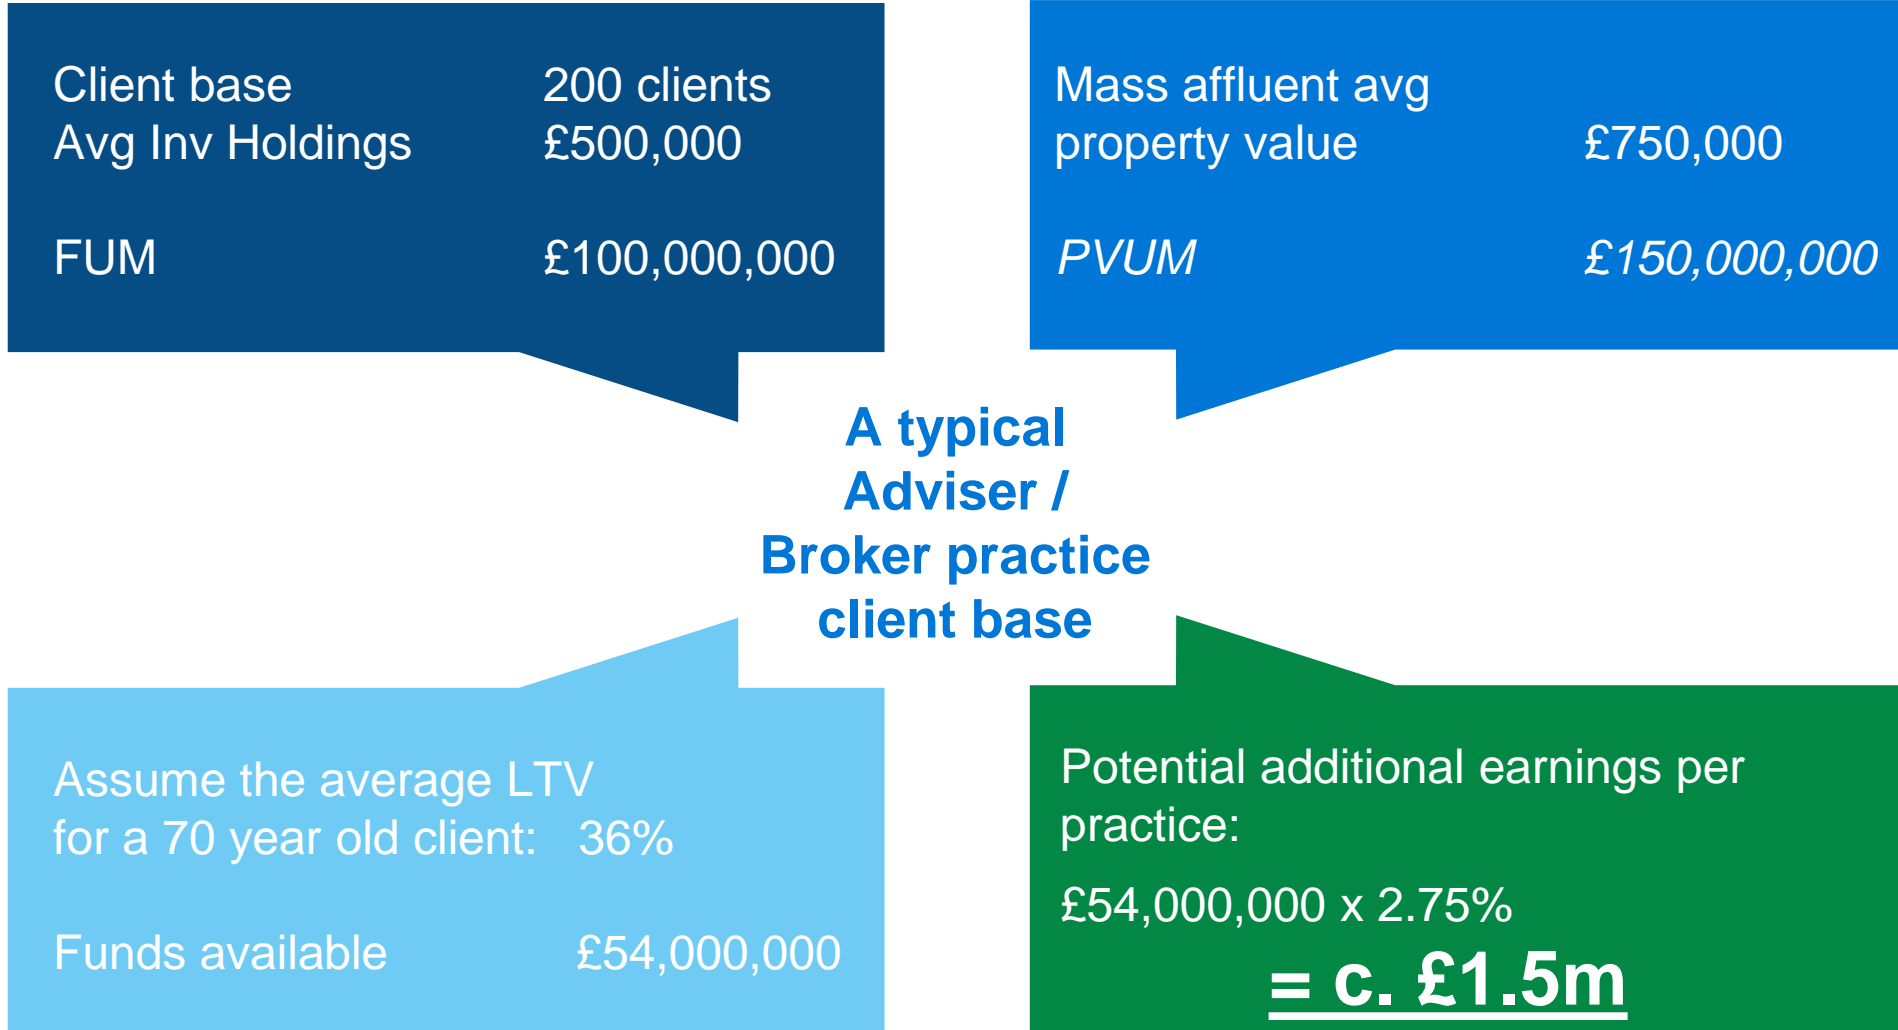 Client base 200 clients
Avg Inv Holdings £500,000
FUM £100,000,000
Mass affluent avg
property value £750,000
PVUM £150,000,000
A typical
Adviser /
Broker practice
client base
Assume the average LTV
for a 70 year old client: 36%
Funds available £54,000,000
Potential additional earnings per
practice:
£54,000,000 x 2.75%
= c. £1.5m